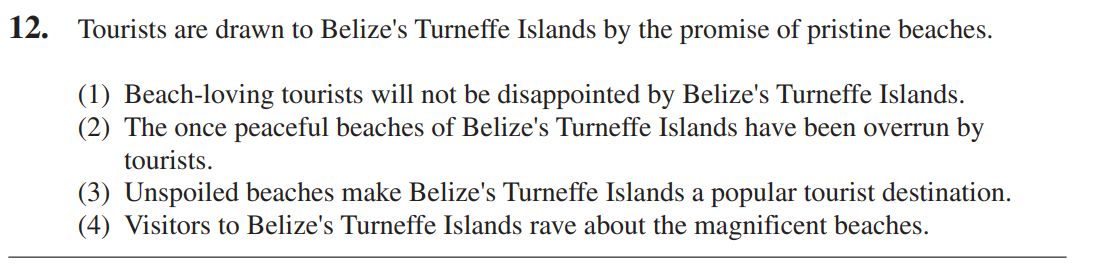 12. Tourists are drawn to Belize's Turneffe Islands by the promise of pristine beaches.
(1) Beach-loving tourists will not be disappointed by Belize's Turneffe Islands.
(2) The once peaceful beaches of Belize's Turneffe Islands have been overrun by
tourists.
(3) Unspoiled beaches make Belize's Turneffe Islands a popular tourist destination.
(4) Visitors to Belize's Turneffe Islands rave about the magnificent beaches.